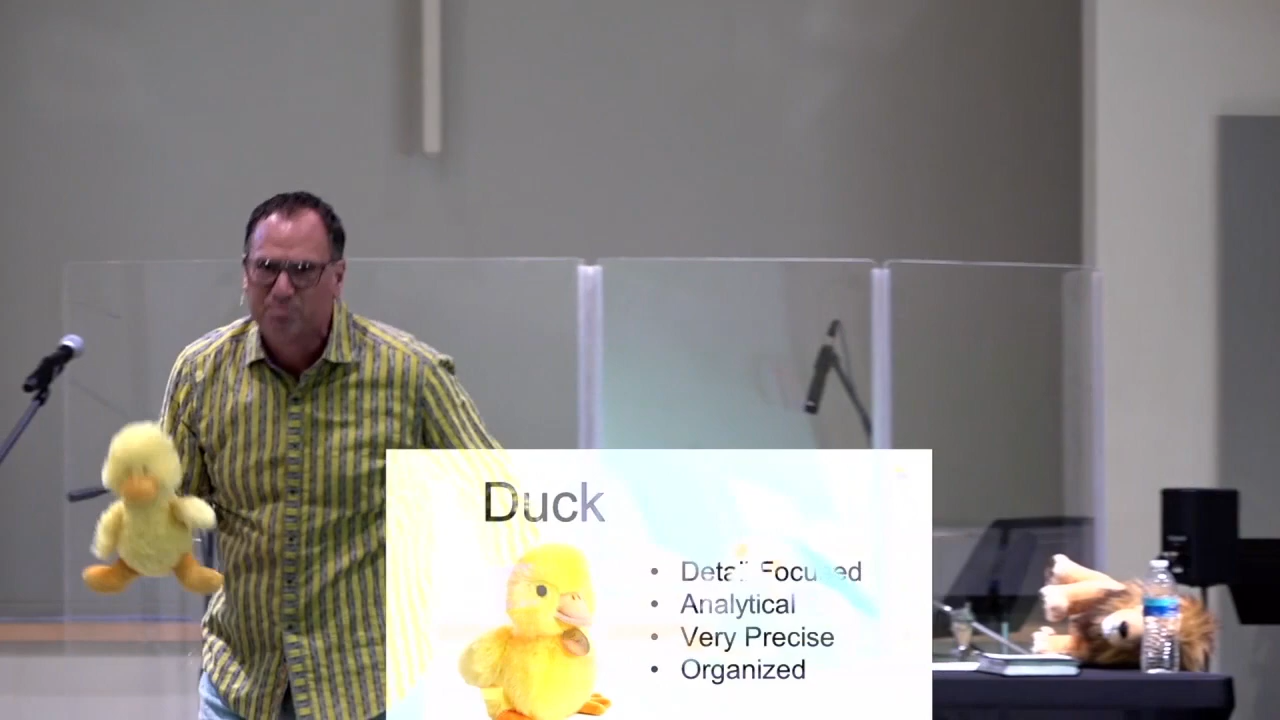 Duck
• Detail Focused
• Analytical
• Very Precise
• Organized